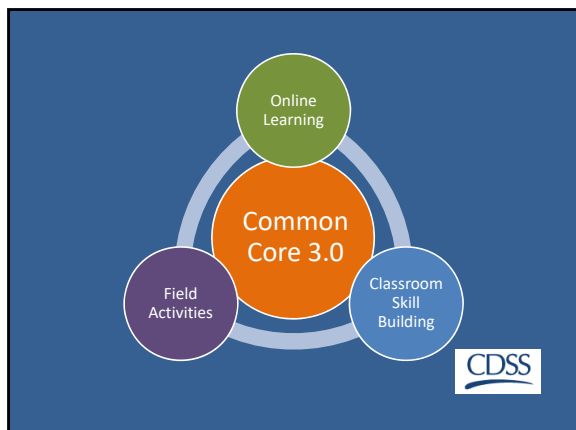 Online
Learning
Common
Core 3.0
Field
Activities
Classroom
Skill
Building
CDSS